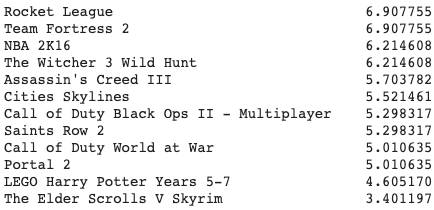 Rocket League 6.907755
Team Fortress 2 6.907755
NBA 2K16 6.214608
The Witcher 3 Wild Hunt 6.214608
Assassin's Creed III 5.703782
Cities Skylines 5.521461
Call of Duty Black Ops II - Multiplayer 5.298317
Saints Row 2 5.298317
Call of Duty World at War 5.010635
Portal 2 5.010635
LEGO Harry Potter Years 5-7 4.605170
The Elder Scrolls V Skyrim 3.401197